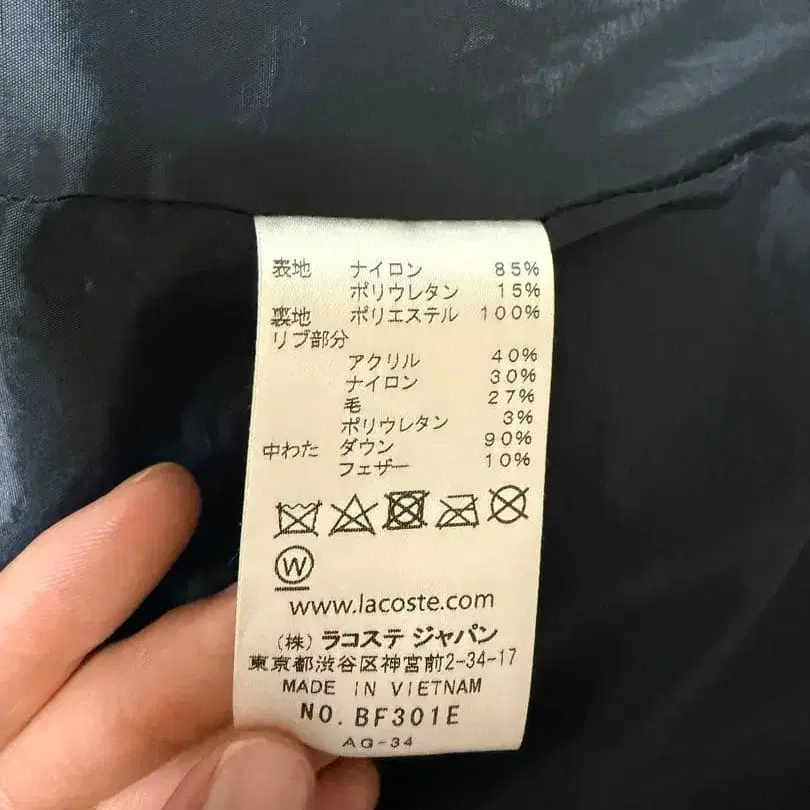 表地 ナイロン 85%
ポリウレタン 15%
裏地 ポリエステル 100%
リブ部分
アクリル 40%
ナイロン 30%
毛 27%
ポリウレタン 3%
中わた ダウン 90%
フェザー 10%
W
www.lacoste.com
(株) ラコステ ジャパン
東京都渋谷区神宮前2-34-17
MADE IN VIETNAM
NO. BF301E
AG-34